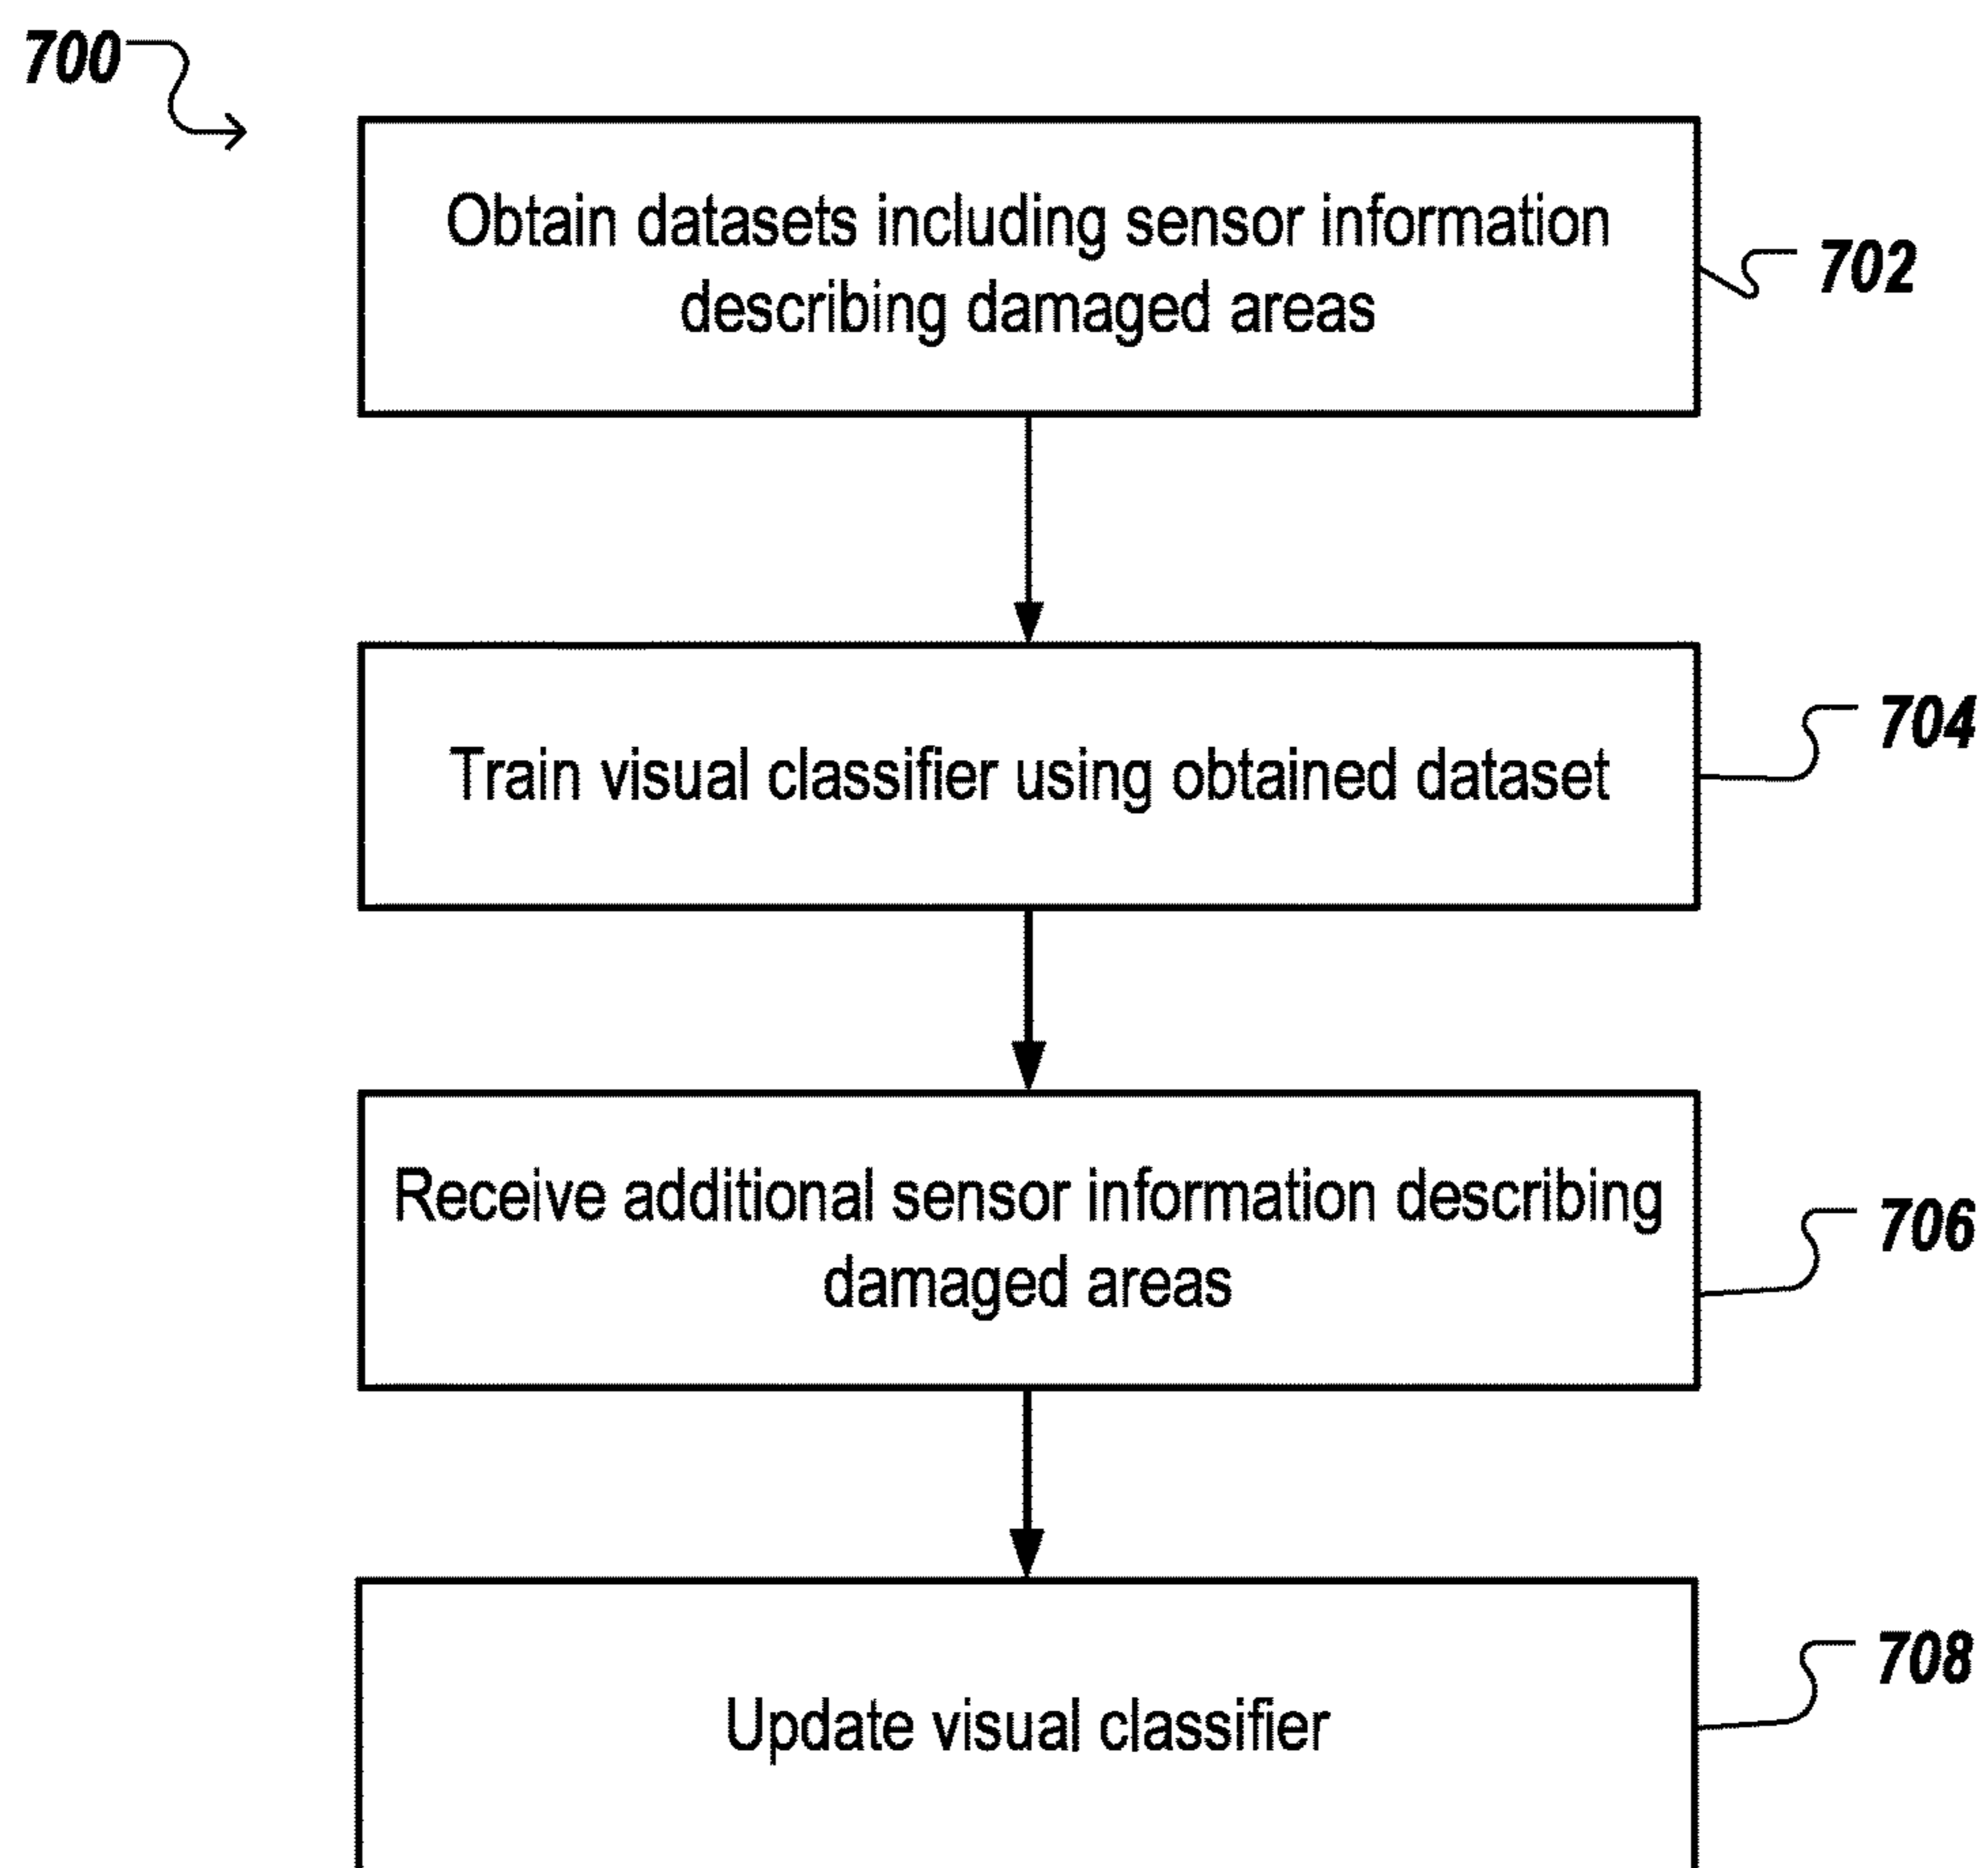 700
Obtain datasets including sensor information
describing damaged areas
702
Train visual classifier using obtained dataset
704
Receive additional sensor information describing
damaged areas
706
Update visual classifier
708